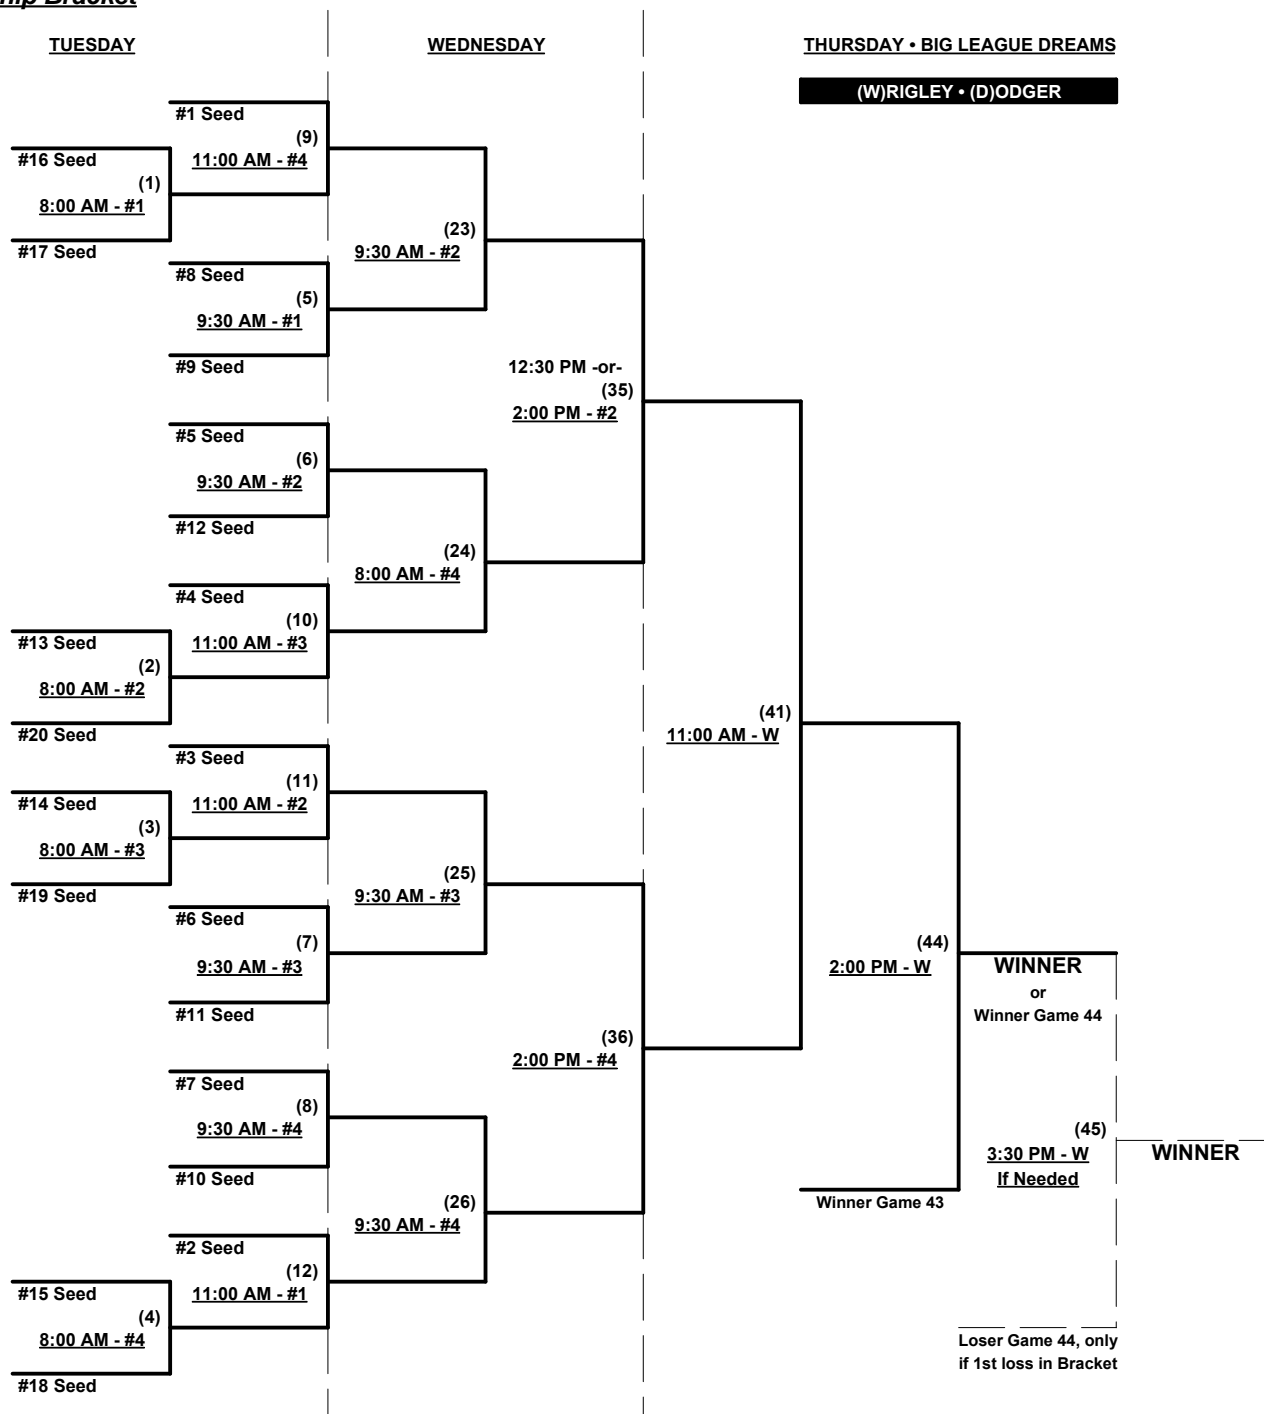 TUESDAY
WEDNESDAY
THURSDAY • BIG LEAGUE DREAMS
(W)RIGLEY • (D)ODGER
#1 Seed
(9)
11:00 AM - #4
#16 Seed
(1)
8:00 AM - #1
#17 Seed
(23)
9:30 AM - #2
#8 Seed
(5)
9:30 AM - #1
#9 Seed
12:30 PM -or-
(35)
2:00 PM - #2
#5 Seed
(6)
9:30 AM - #2
#12 Seed
(24)
8:00 AM - #4
#4 Seed
(10)
11:00 AM - #3
#13 Seed
(2)
8:00 AM - #2
#20 Seed
(41)
11:00 AM - W
#3 Seed
(11)
11:00 AM - #2
#14 Seed
(3)
8:00 AM - #3
#19 Seed
(25)
9:30 AM - #3
#6 Seed
(7)
9:30 AM - #3
#11 Seed
(44)
2:00 PM - W
WINNER
or
Winner Game 44
(36)
2:00 PM - #4
#7 Seed
(8)
9:30 AM - #4
#10 Seed
(45)
3:30 PM - W
If Needed
WINNER
(26)
9:30 AM - #4
Winner Game 43
#2 Seed
(12)
11:00 AM - #1
#15 Seed
(4)
8:00 AM - #4
#18 Seed
Loser Game 44, only
if 1st loss in Bracket